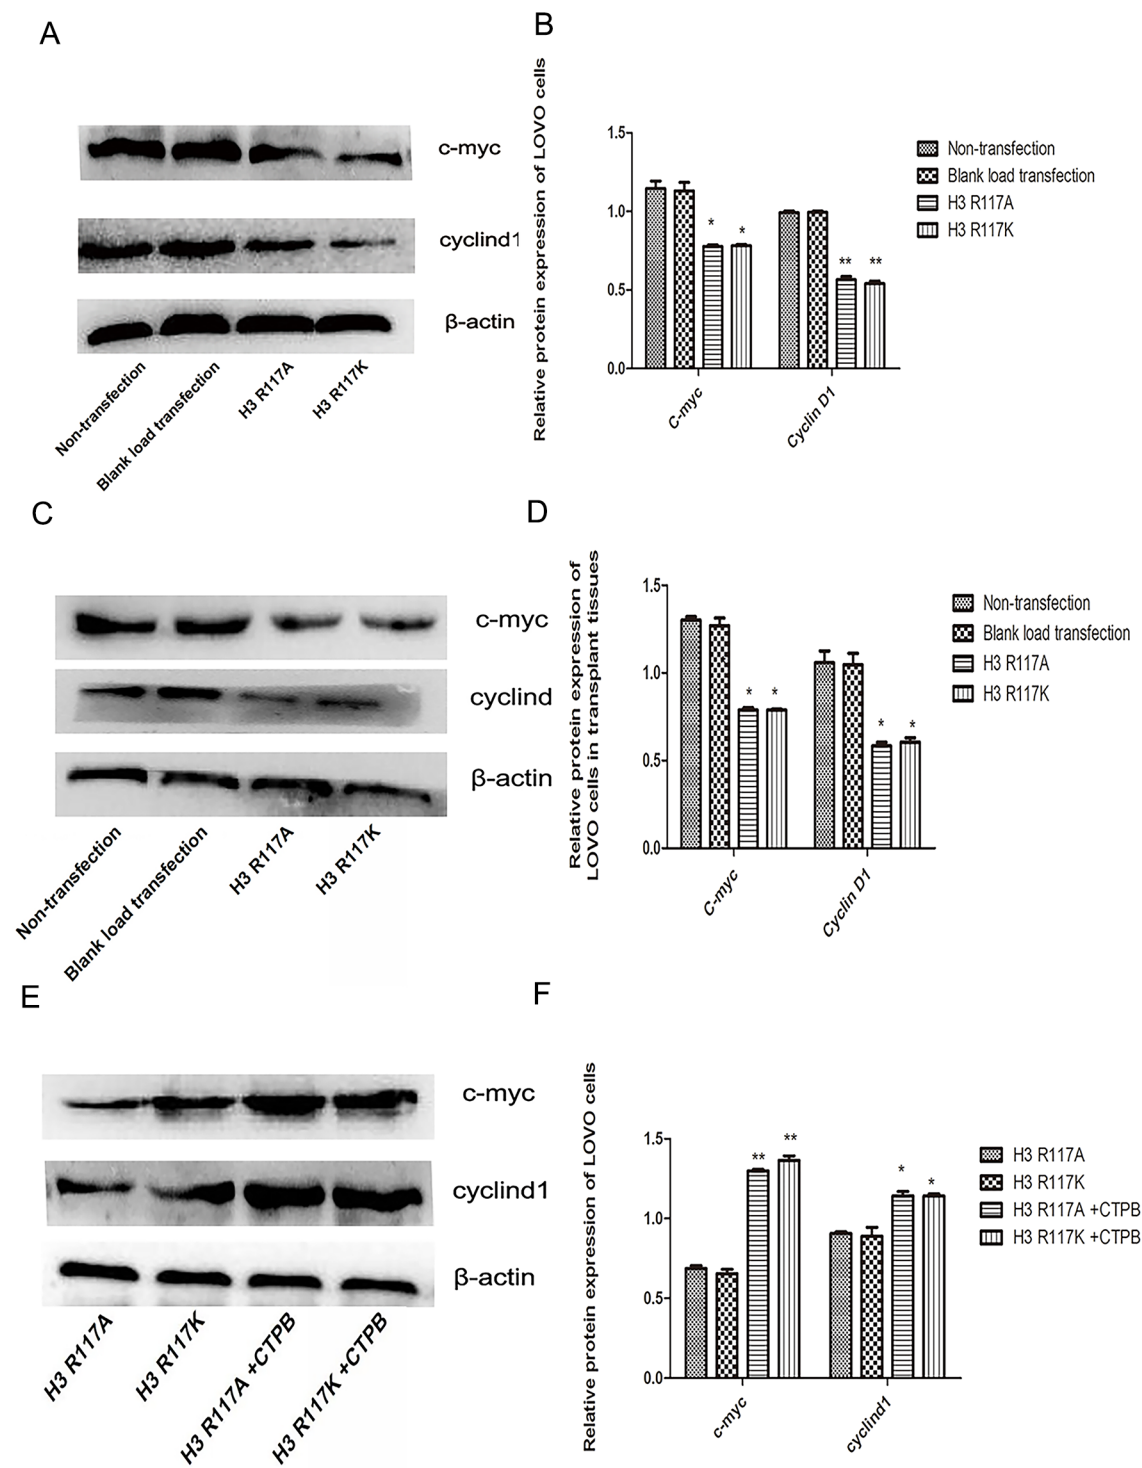 A
c-myc
cyclind1
β-actin
Non-transfection
Blank load transfection
H3 R117A
H3 R117K
B
Relative protein expression of LOVO cells
1.5
1.0
0.5
0.0
*
*
**
**
C-myc
Cyclin D1
Non-transfection
Blank load transfection
H3 R117A
H3 R117K
C
c-myc
cyclind
β-actin
Non-transfection
Blank load transfection
H3 R117A
H3 R117K
D
Relative protein expression of
LOVO cells in transplant tissues
1.5
1.0
0.5
0.0
*
*
*
*
C-myc
Cyclin D1
Non-transfection
Blank load transfection
H3 R117A
H3 R117K
E
c-myc
cyclind1
β-actin
H3 R117A
H3 R117K
H3 R117A +CTPB
H3 R117K +CTPB
F
Relative protein expression of LOVO cells
1.5
1.0
0.5
0.0
**
**
*
*
c-myc
cyclind1
H3 R117A
H3 R117K
H3 R117A +CTPB
H3 R117K +CTPB